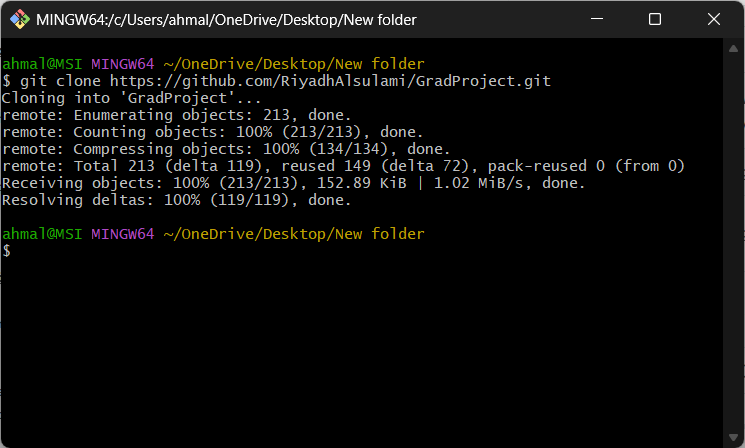 MINGW64:/c/Users/ahmal/OneDrive/Desktop/New folder
ahmal@MSI MINGW64 ~/OneDrive/Desktop/New folder
$ git clone https://github.com/RiyadhAlsulami/GradProject.git
Cloning into 'GradProject'...
remote: Enumerating objects: 213, done.
remote: Counting objects: 100% (213/213), done.
remote: Compressing objects: 100% (134/134), done.
remote: Total 213 (delta 119), reused 149 (delta 72), pack-reused 0 (from 0)
Receiving objects: 100% (213/213), 152.89 KiB | 1.02 MiB/s, done.
Resolving deltas: 100% (119/119), done.
ahmal@MSI MINGW64 ~/OneDrive/Desktop/New folder
$